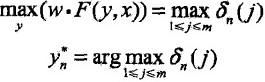 max_y (w • F(y, x)) = max_{1≤j≤m} δ_n(j)
y_n^* = arg max_{1≤j≤m} δ_n(j)